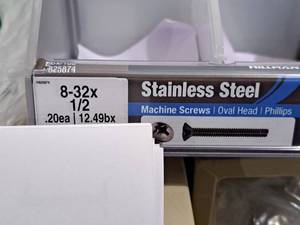 825874
HILLMAN
8-32x
1/2
.20ea | 12.49bx
Stainless Steel
Machine Screws | Oval Head | Phillips